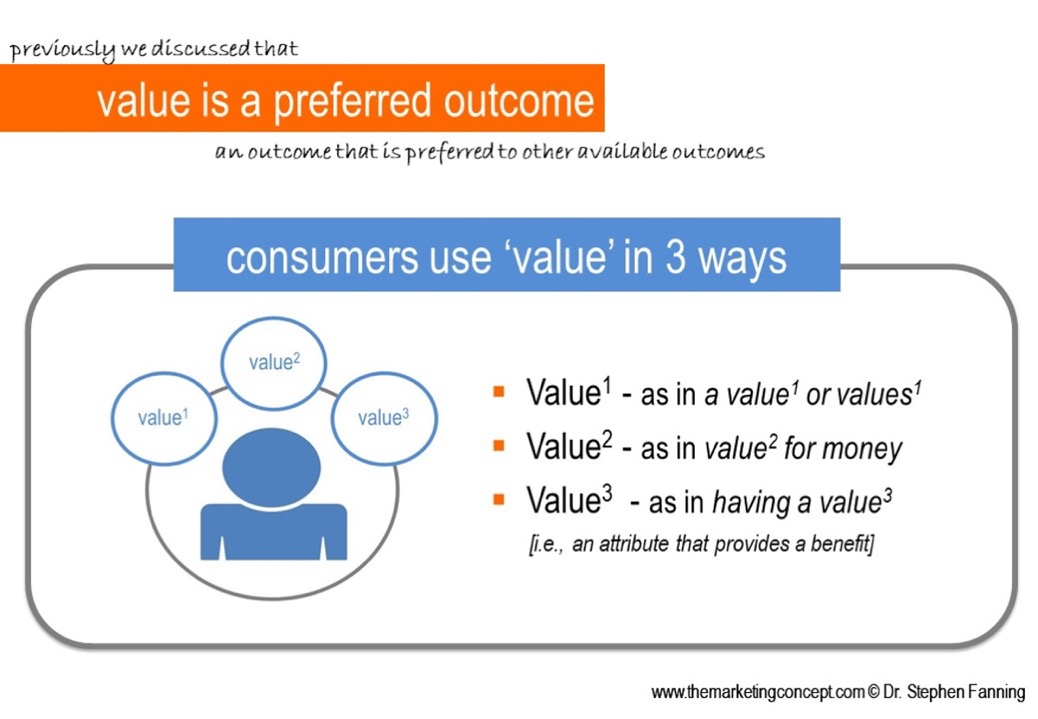 previously we discussed that
value is a preferred outcome
an outcome that is preferred to other available outcomes
consumers use ‘value’ in 3 ways
value²
value¹
value³
▪ Value¹ - as in a value¹ or values¹
▪ Value² - as in value² for money
▪ Value³ - as in having a value³
[i.e., an attribute that provides a benefit]
www.themarketingconcept.com © Dr. Stephen Fanning